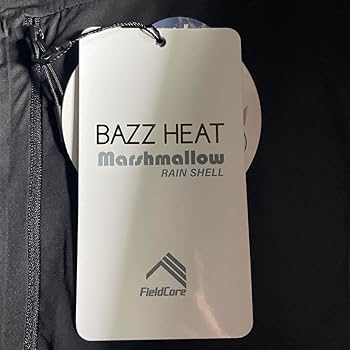 BAZZ HEAT
Marshmallow
RAIN SHELL
FieldCore